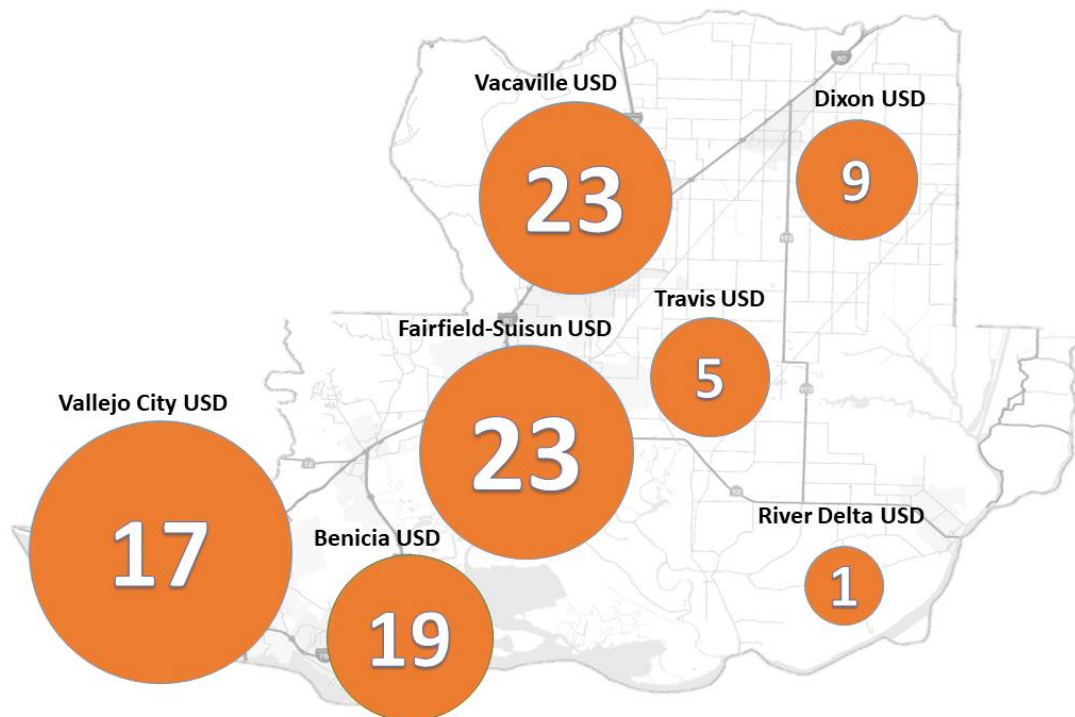 Vacaville USD
23
Dixon USD
9
80
Travis USD
5
Fairfield-Suisun USD
23
Vallejo City USD
17
Benicia USD
19
River Delta USD
1